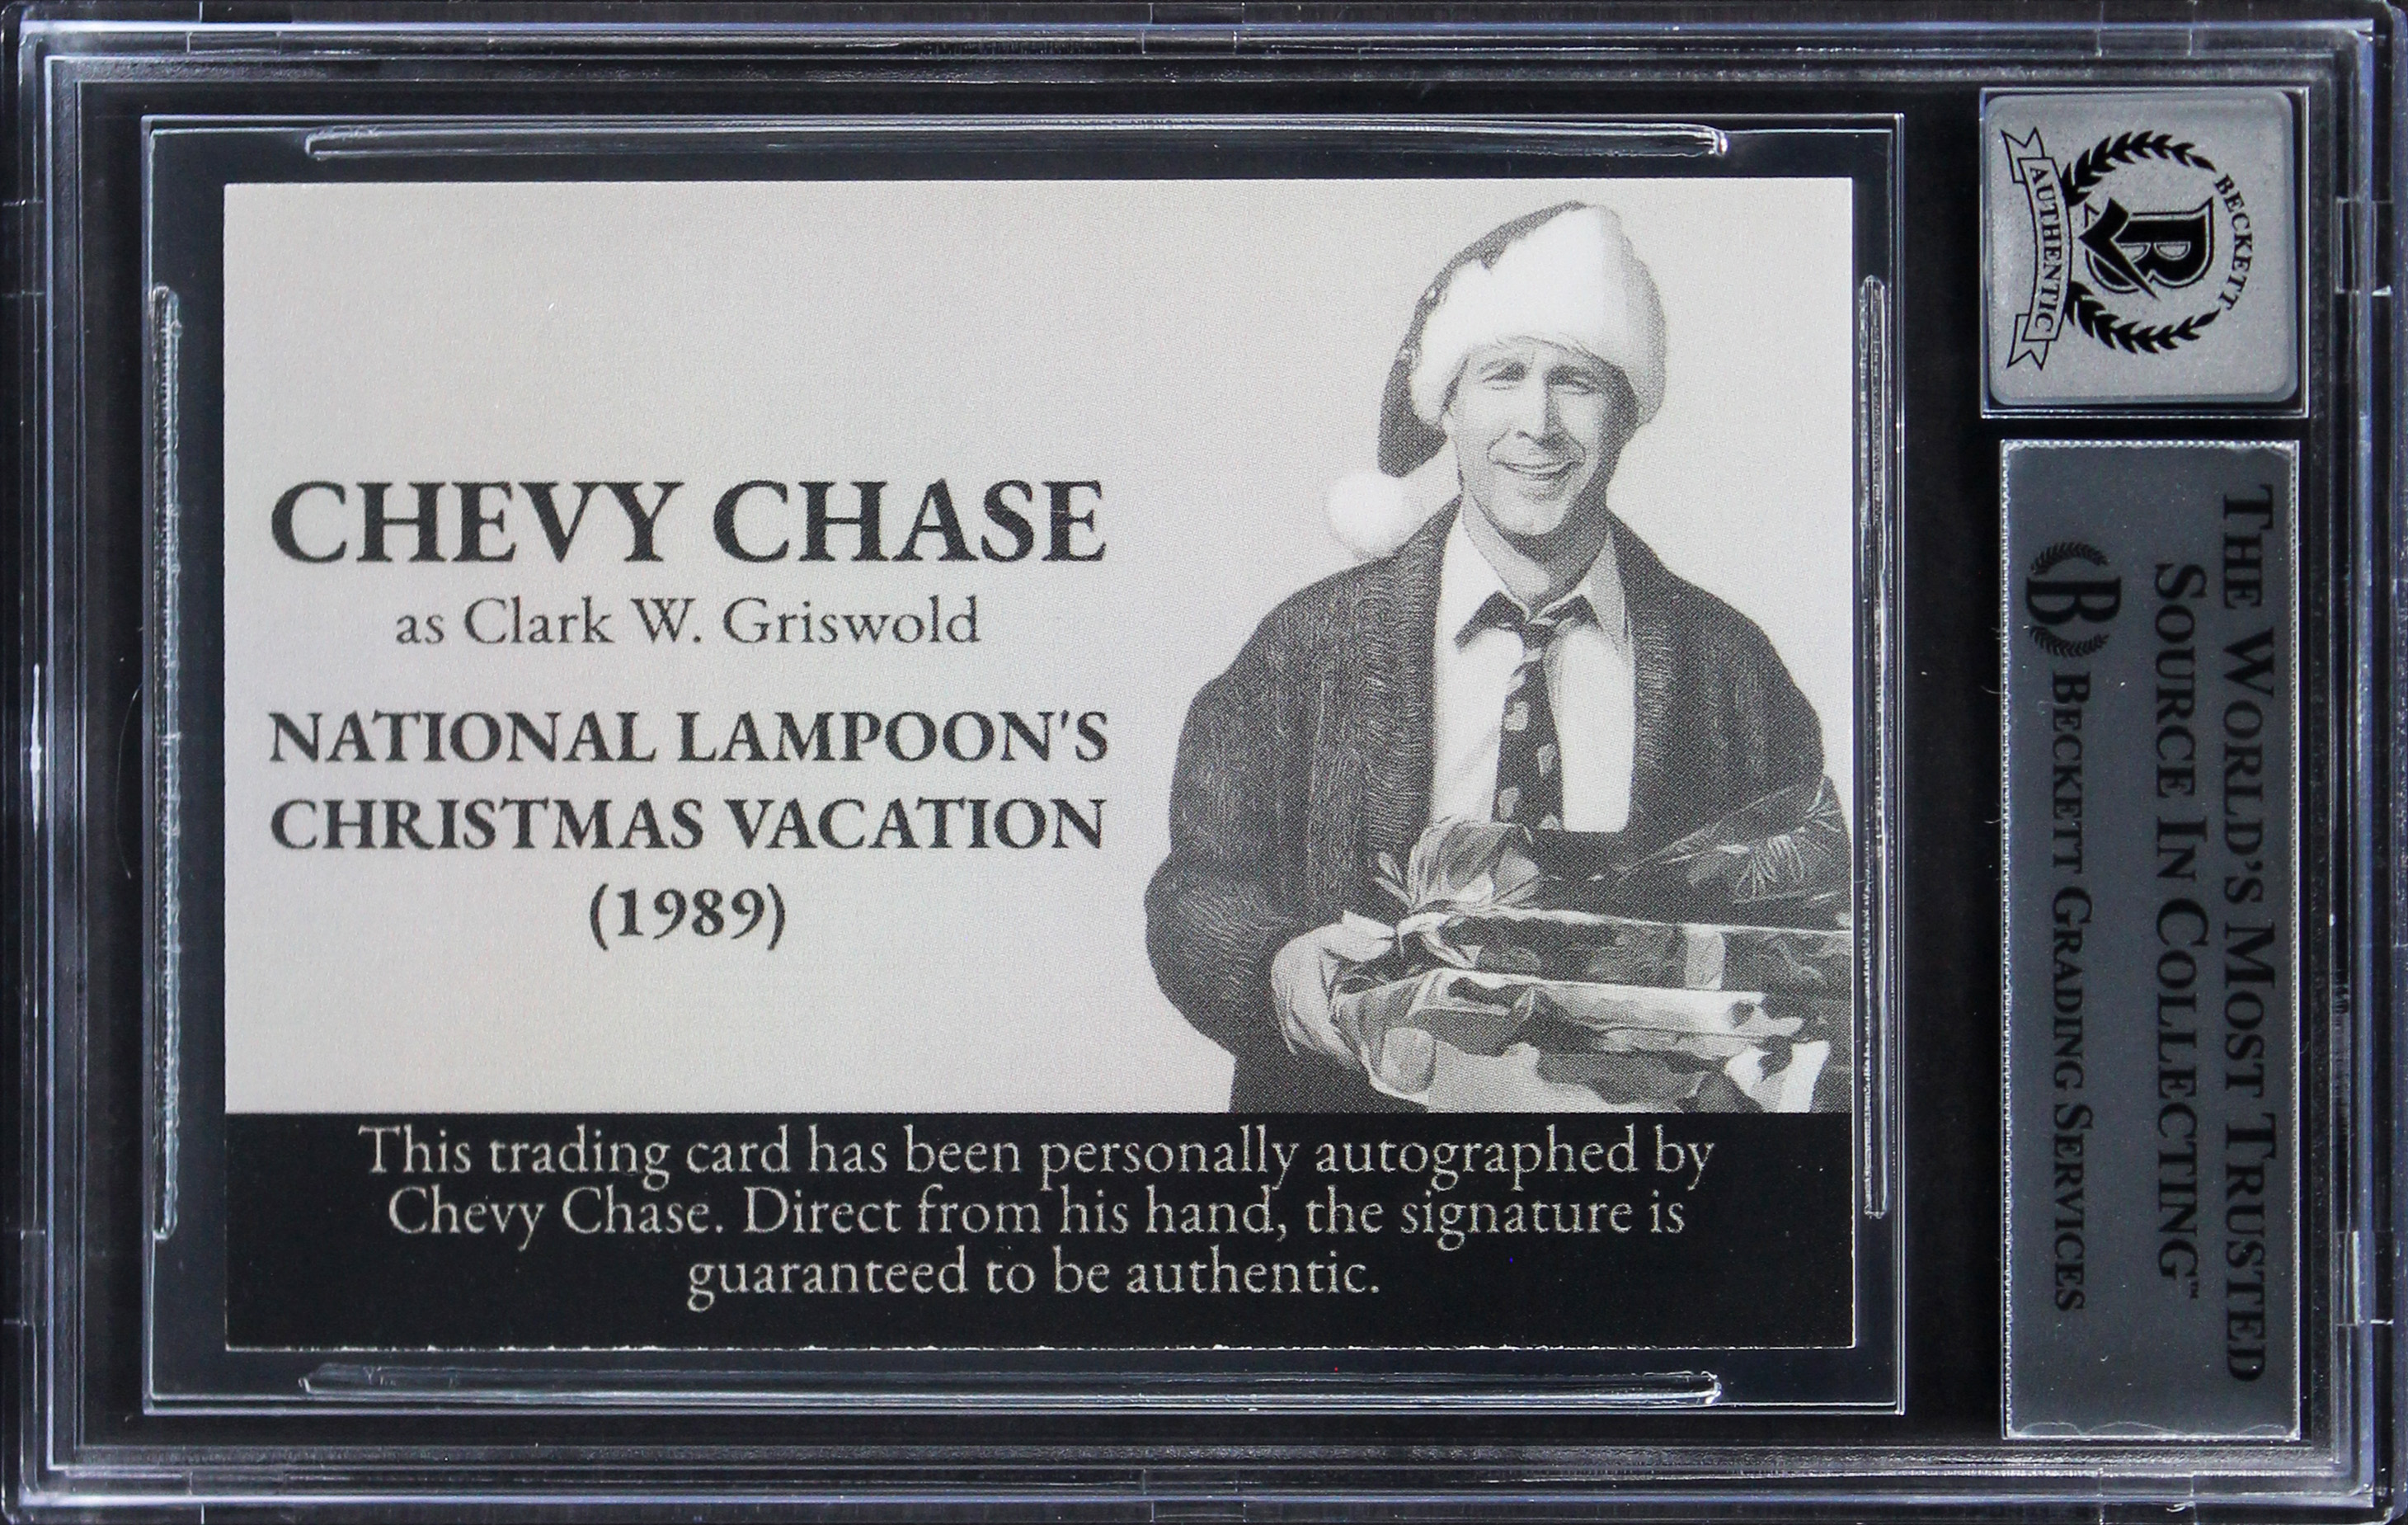 CHEVY CHASE
as Clark W. Griswold
NATIONAL LAMPOON'S
CHRISTMAS VACATION
(1989)
This trading card has been personally autographed by
Chevy Chase. Direct from his hand, the signature is
guaranteed to be authentic.
BECKETT
B
AUTHENTIC
THE WORLD'S MOST TRUSTED
SOURCE IN COLLECTING™
B BECKETT GRADING SERVICES